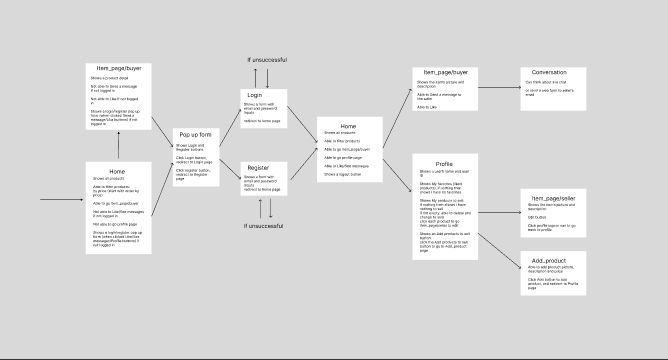 Item_page/buyer
Shows a product detail
Not able to Send a message
if not logged in
Not able to Like if not logged
in
Shows a login/register pop up
form (when clicked Send a
message/Like buttons) if not
logged in
Home
Shows all products
Able to filter products
by price (start with order by
price)
Able to go item_page/buyer
Not able to Like/See messages
if not logged in
Not able to go profile page
Shows a login/register pop up
form (when clicked Like/See
messages/Profile buttons) if not
logged in
Pop up form
Shows Login and
Register buttons
Click Login button,
redirect to Login page
Click register button,
redirect to Register
page
If unsuccessful
Login
Shows a form with
email and password
inputs
redirect to home page
Register
Shows a form with
email and password
inputs
redirect to home page
If unsuccessful
Home
Shows all products
Able to filter products
Able to go item_page/buyer
Able to go profile page
Able to Like/See messages
Shows a logout button
Item_page/buyer
Shows the item's picture and
description
Able to Send a message to
the seller
Able to Like
Conversation
Can think about live chat
or send a web form to seller's
email
Profile
Shows a user's name and user
ID
Shows My favorites (liked
products), if nothing then
shows I have no favorites
Shows My products to sell
if nothing then shows I have
nothing to sell
if not empty, able to delete and
change to sold
click each product to go
item_page/seller to edit
Shows an Add products to sell
button
click the Add products to sell
button to go to Add_product
page
Item_page/seller
Shows the item's picture and
description
Edit button
Click profile logo in nav to go
back to profile
Add_product
Able to add product picture,
description and price
Click Add button to add
product, and redirect to Profile
page